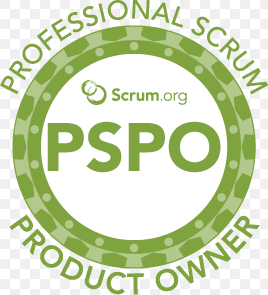 PROFESSIONAL SCRUM
Scrum.org
PSPO
PRODUCT OWNER